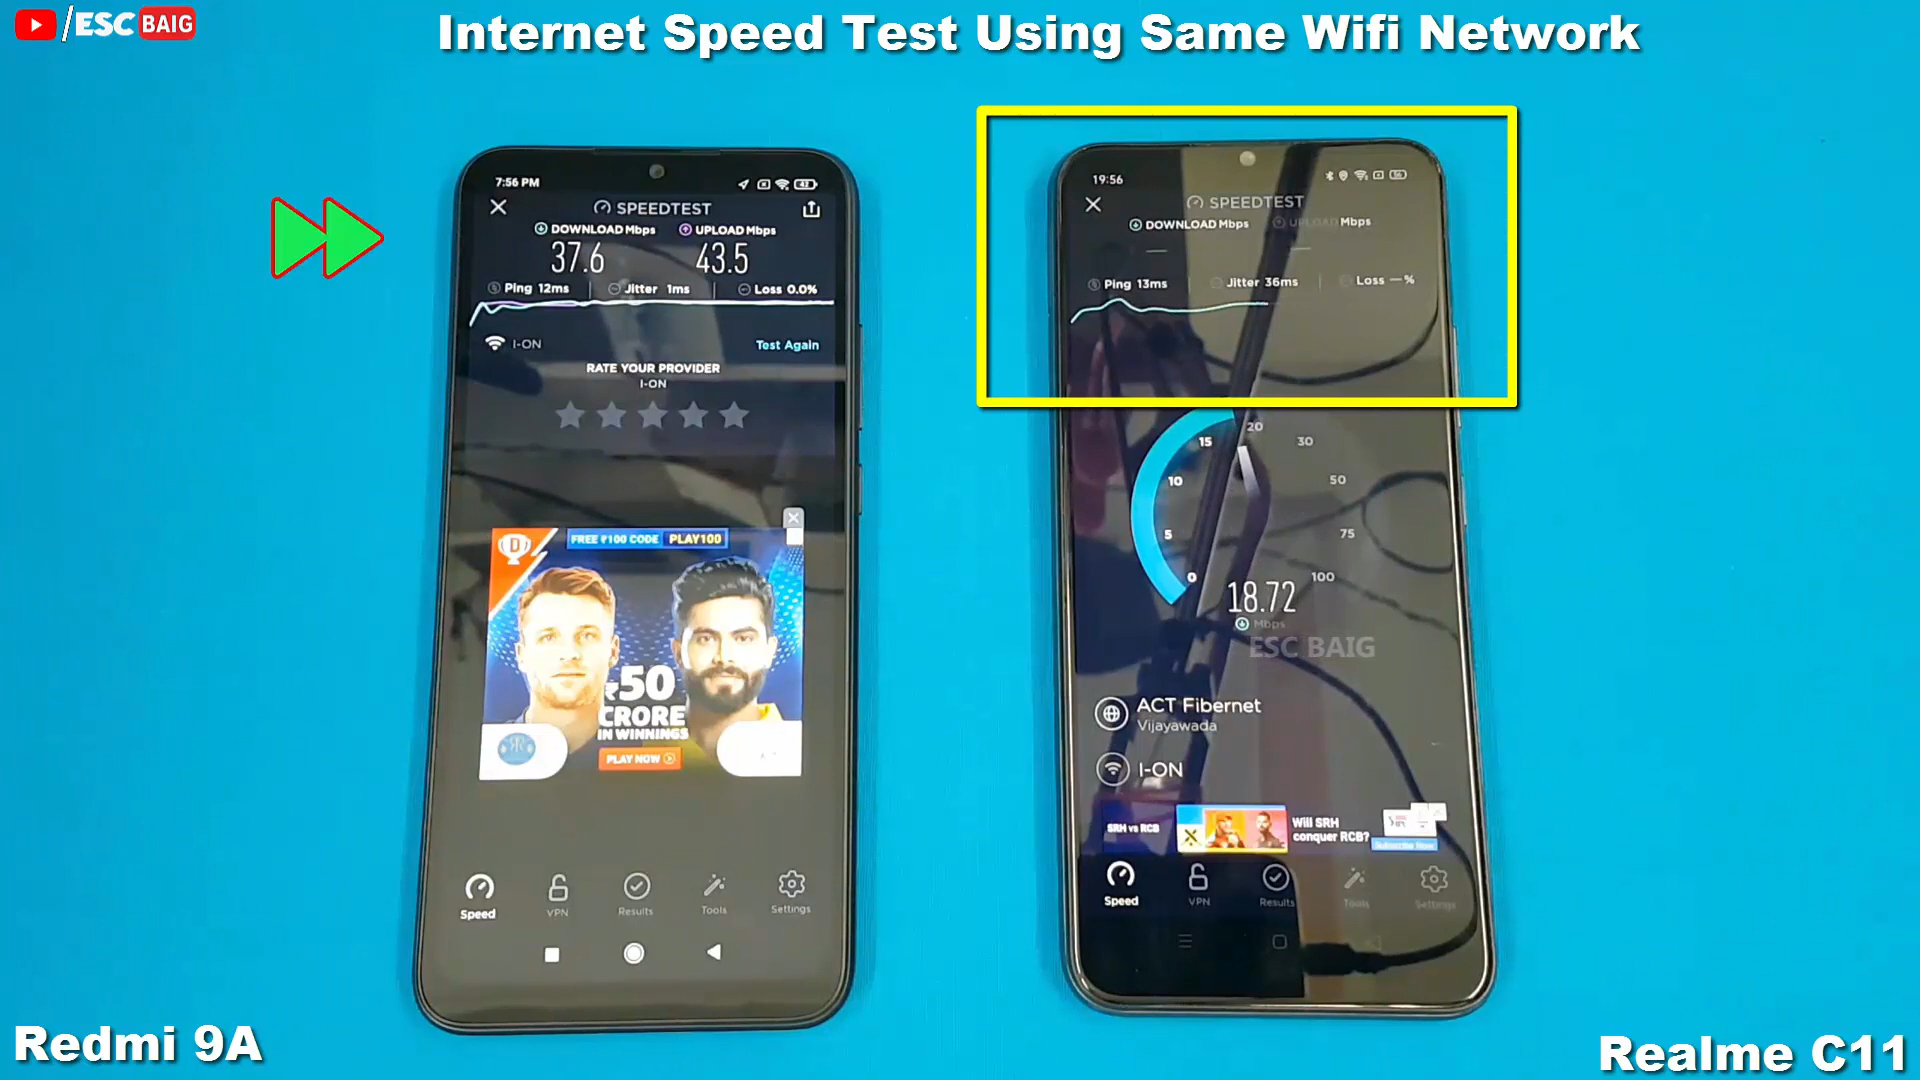 /ESC BAIG
Internet Speed Test Using Same Wifi Network
7:56 PM
42
SPEEDTEST
DOWNLOAD Mbps
UPLOAD Mbps
37.6
43.5
Ping 12ms
Jitter 1ms
Loss 0.0%
I-ON
Test Again
RATE YOUR PROVIDER
I-ON
FREE ₹100 CODE PLAY100
D
₹50
CRORE
IN WINNINGS
PLAY NOW
Speed
VPN
Results
Tools
Settings
Redmi 9A
19:56
SPEEDTEST
DOWNLOAD Mbps
UPLOAD Mbps
Ping 13ms
Jitter 36ms
Loss — %
0
5
10
15
20
30
50
75
100
18.72
Mbps
ESC BAIG
ACT Fibernet
Vijayawada
I-ON
SRH vs RCB
Will SRH
conquer RCB?
Subscribe Now
Speed
VPN
Results
Tools
Settings
Realme C11